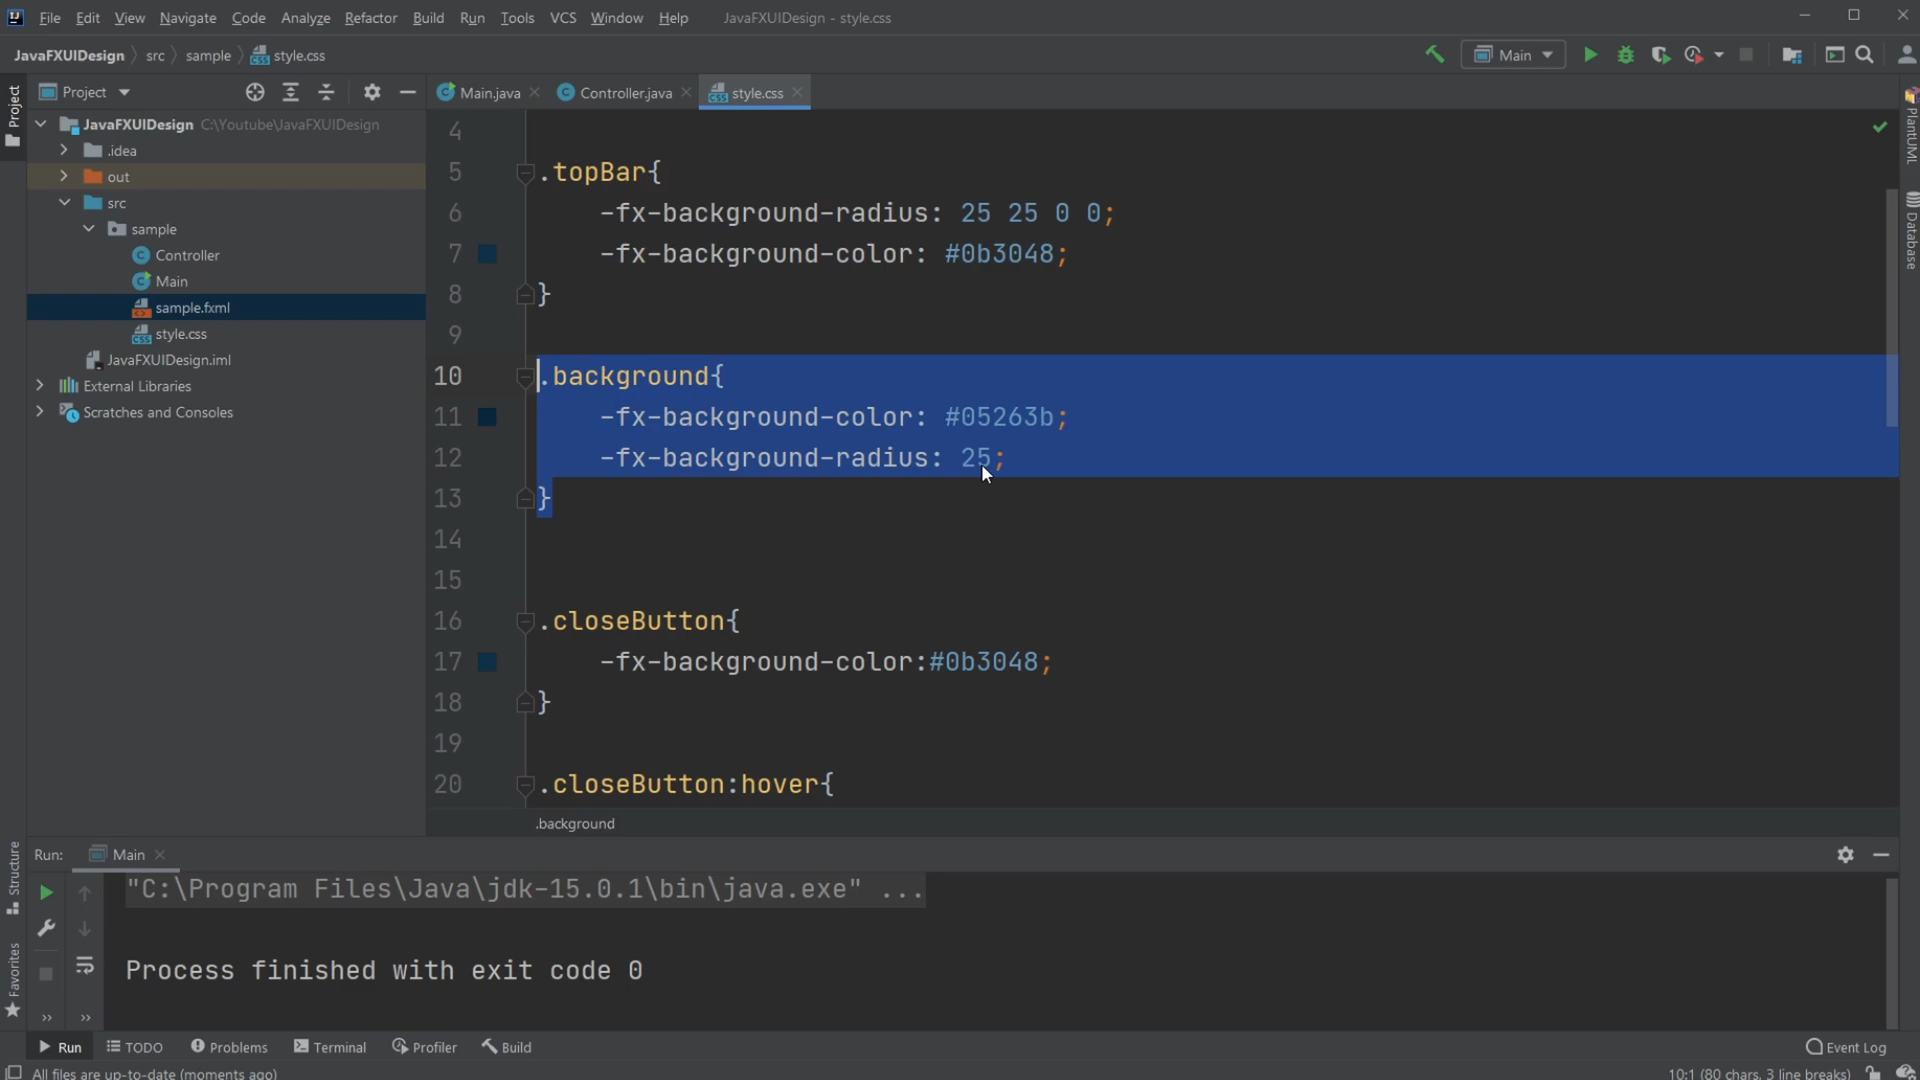 File Edit View Navigate Code Analyze Refactor Build Run Tools VCS Window Help JavaFXUIDesign - style.css
JavaFXUIDesign src sample style.css Main
Project Main.java Controller.java style.css
JavaFXUIDesign C:\Youtube\JavaFXUIDesign
.idea
out
src
sample
Controller
Main
sample.fxml
style.css
JavaFXUIDesign.iml
External Libraries
Scratches and Consoles
Project
Structure
Favorites
PlantUML
Database
4
5 .topBar{
6 -fx-background-radius: 25 25 0 0;
7 -fx-background-color: #0b3048;
8 }
9
10 .background{
11 -fx-background-color: #05263b;
12 -fx-background-radius: 25;
13 }
14
15
16 .closeButton{
17 -fx-background-color:#0b3048;
18 }
19
20 .closeButton:hover{
.background
Run: Main
"C:\Program Files\Java\jdk-15.0.1\bin\java.exe" ...
Process finished with exit code 0
Run TODO Problems Terminal Profiler Build Event Log
All files are up-to-date (moments ago) 10:1 (80 chars, 3 line breaks)